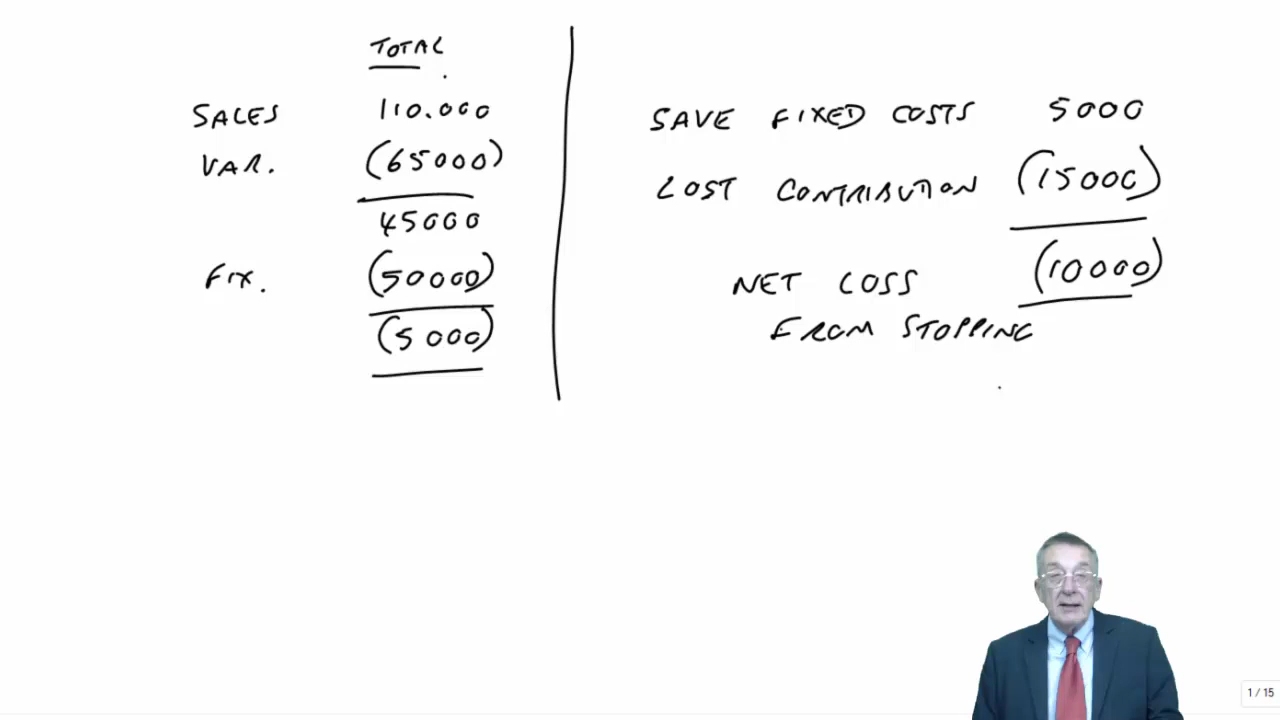 TOTAL
SALES 110.000
VAR. (65000)
45000
FIX. (50000)
(5000)
SAVE FIXED COSTS 5000
LOST CONTRIBUTION (15000)
NET LOSS (10000)
FROM STOPPING
1 / 15